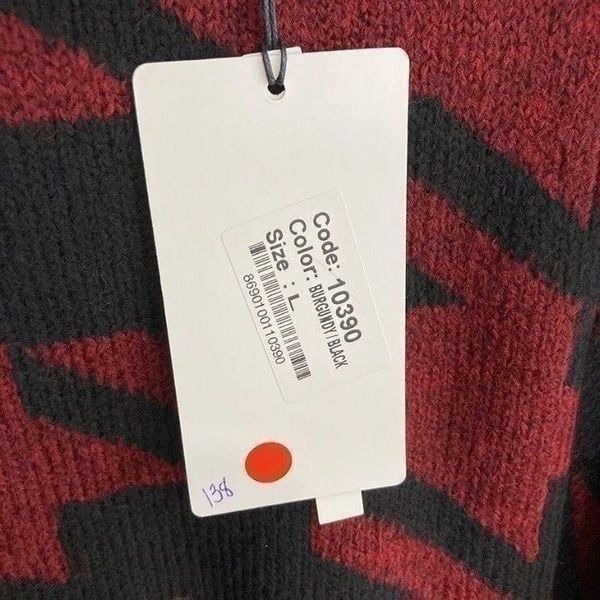 Code: 10390
Color: BURGUNDY / BLACK
Size : L
8690100110390
138